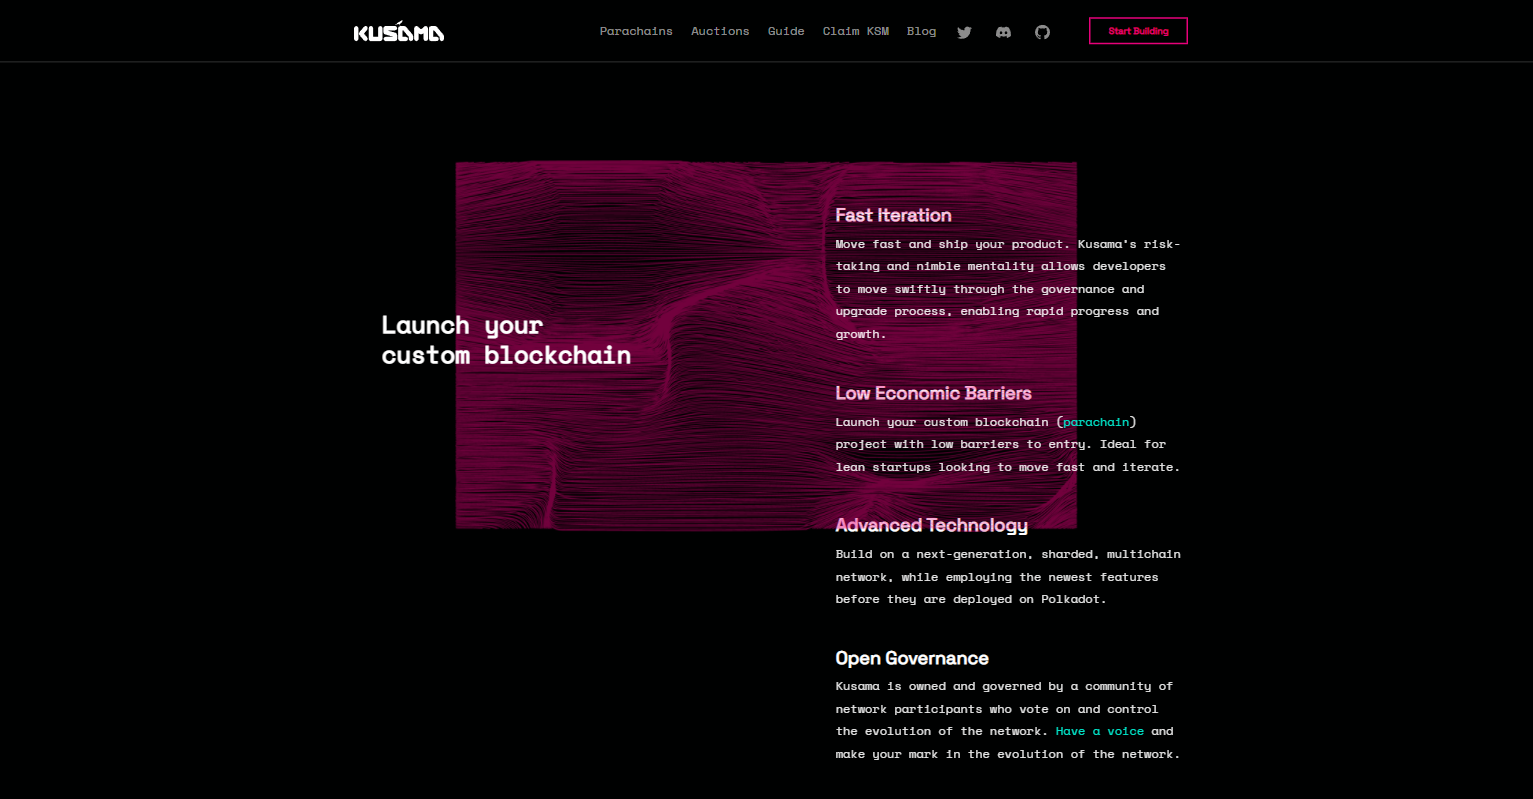 KUSAMA
Parachains Auctions Guide Claim KSM Blog
Start Building
Launch your
custom blockchain
Fast Iteration
Move fast and ship your product. Kusama's risk-
taking and nimble mentality allows developers
to move swiftly through the governance and
upgrade process, enabling rapid progress and
growth.
Low Economic Barriers
Launch your custom blockchain (parachain)
project with low barriers to entry. Ideal for
lean startups looking to move fast and iterate.
Advanced Technology
Build on a next-generation, sharded, multichain
network, while employing the newest features
before they are deployed on Polkadot.
Open Governance
Kusama is owned and governed by a community of
network participants who vote on and control
the evolution of the network. Have a voice and
make your mark in the evolution of the network.